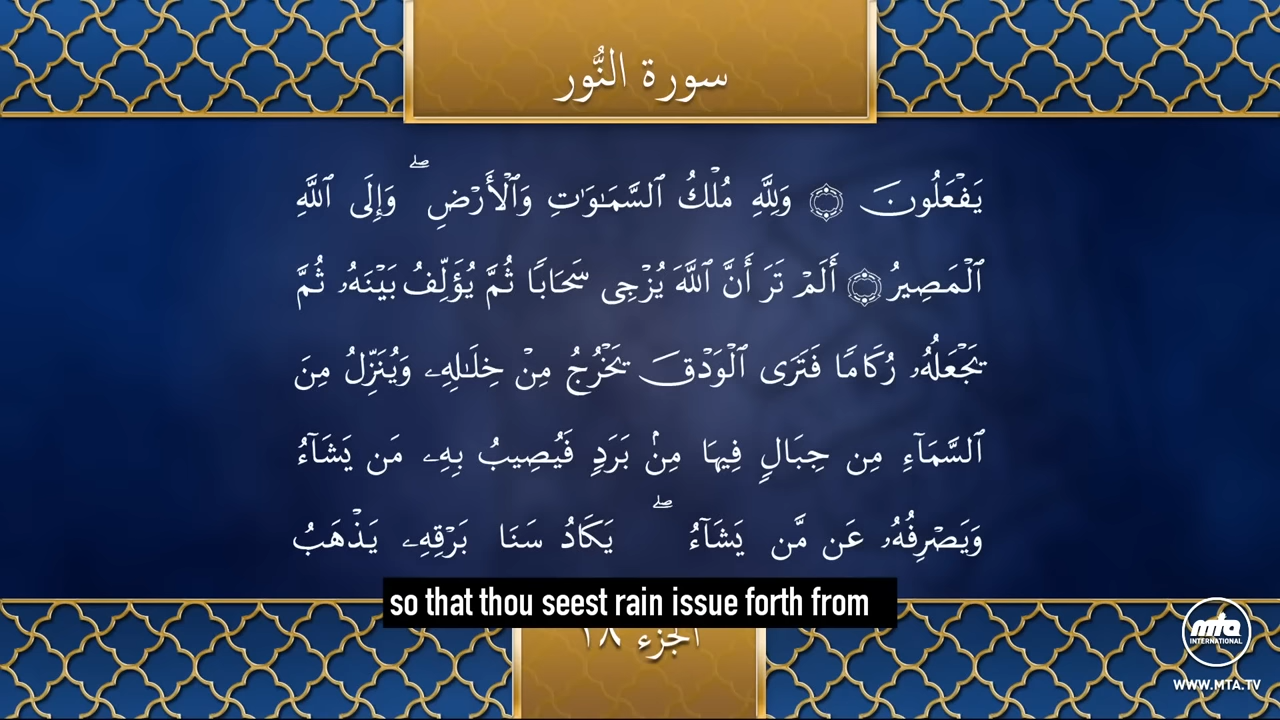 سورة النُّور
يَفْعَلُونَ ۝ وَلِلَّهِ مُلْكُ ٱلسَّمَـٰوَٰتِ وَٱلْأَرْضِ ۖ وَإِلَى ٱللَّهِ
ٱلْمَصِيرُ ۝ أَلَمْ تَرَ أَنَّ ٱللَّهَ يُزْجِى سَحَابًا ثُمَّ يُؤَلِّفُ بَيْنَهُۥ ثُمَّ
يَجْعَلُهُۥ رُكَامًا فَتَرَى ٱلْوَدْقَ يَخْرُجُ مِنْ خِلَـٰلِهِۦ وَيُنَزِّلُ مِنَ
ٱلسَّمَآءِ مِن جِبَالٍ فِيهَا مِنۢ بَرَدٍ فَيُصِيبُ بِهِۦ مَن يَشَآءُ
وَيَصْرِفُهُۥ عَن مَّن يَشَآءُ ۖ يَكَادُ سَنَا بَرْقِهِۦ يَذْهَبُ
so that thou seest rain issue forth from
الجزء ١٨
mta
INTERNATIONAL
WWW.MTA.TV